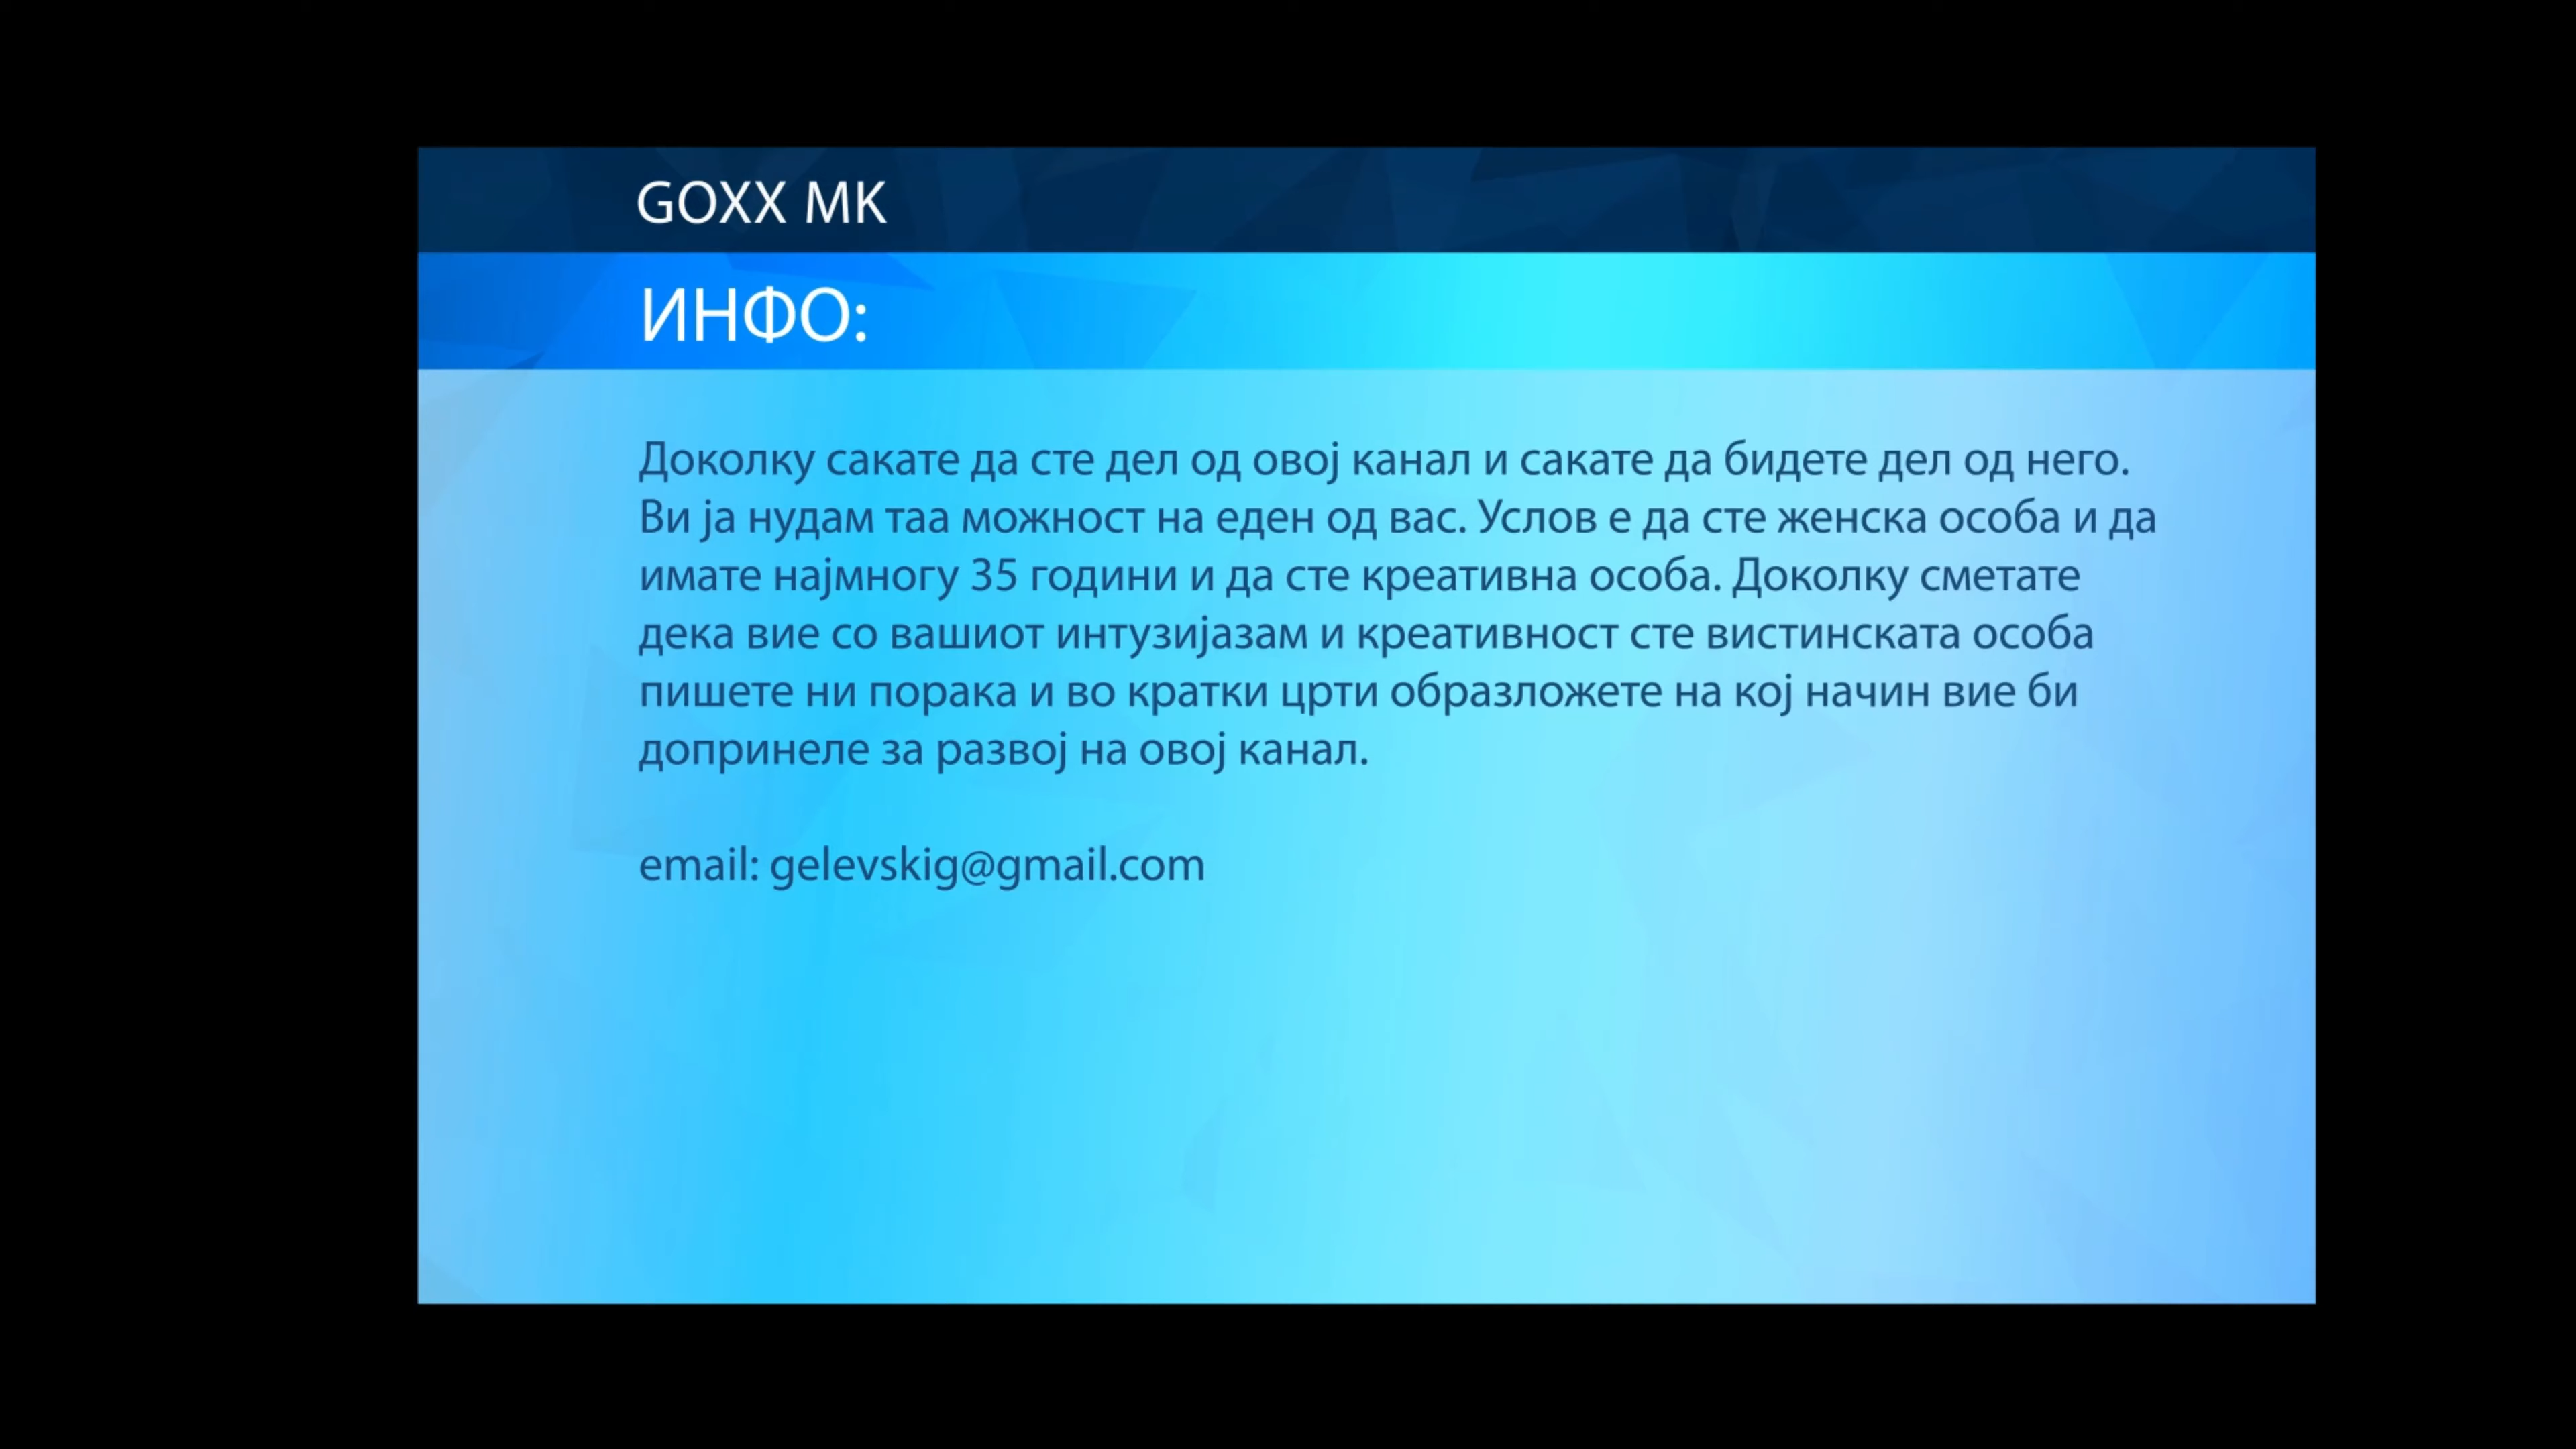 GOXX MK
ИНФО:
Доколку сакате да сте дел од овој канал и сакате да бидете дел од него.
Ви ја нудам таа можност на еден од вас. Услов е да сте женска особа и да
имате најмногу 35 години и да сте креативна особа. Доколку сметате
дека вие со вашиот интузијазам и креативност сте вистинската особа
пишете ни порака и во кратки црти образложете на кој начин вие би
допринеле за развој на овој канал.
email: gelevskig@gmail.com